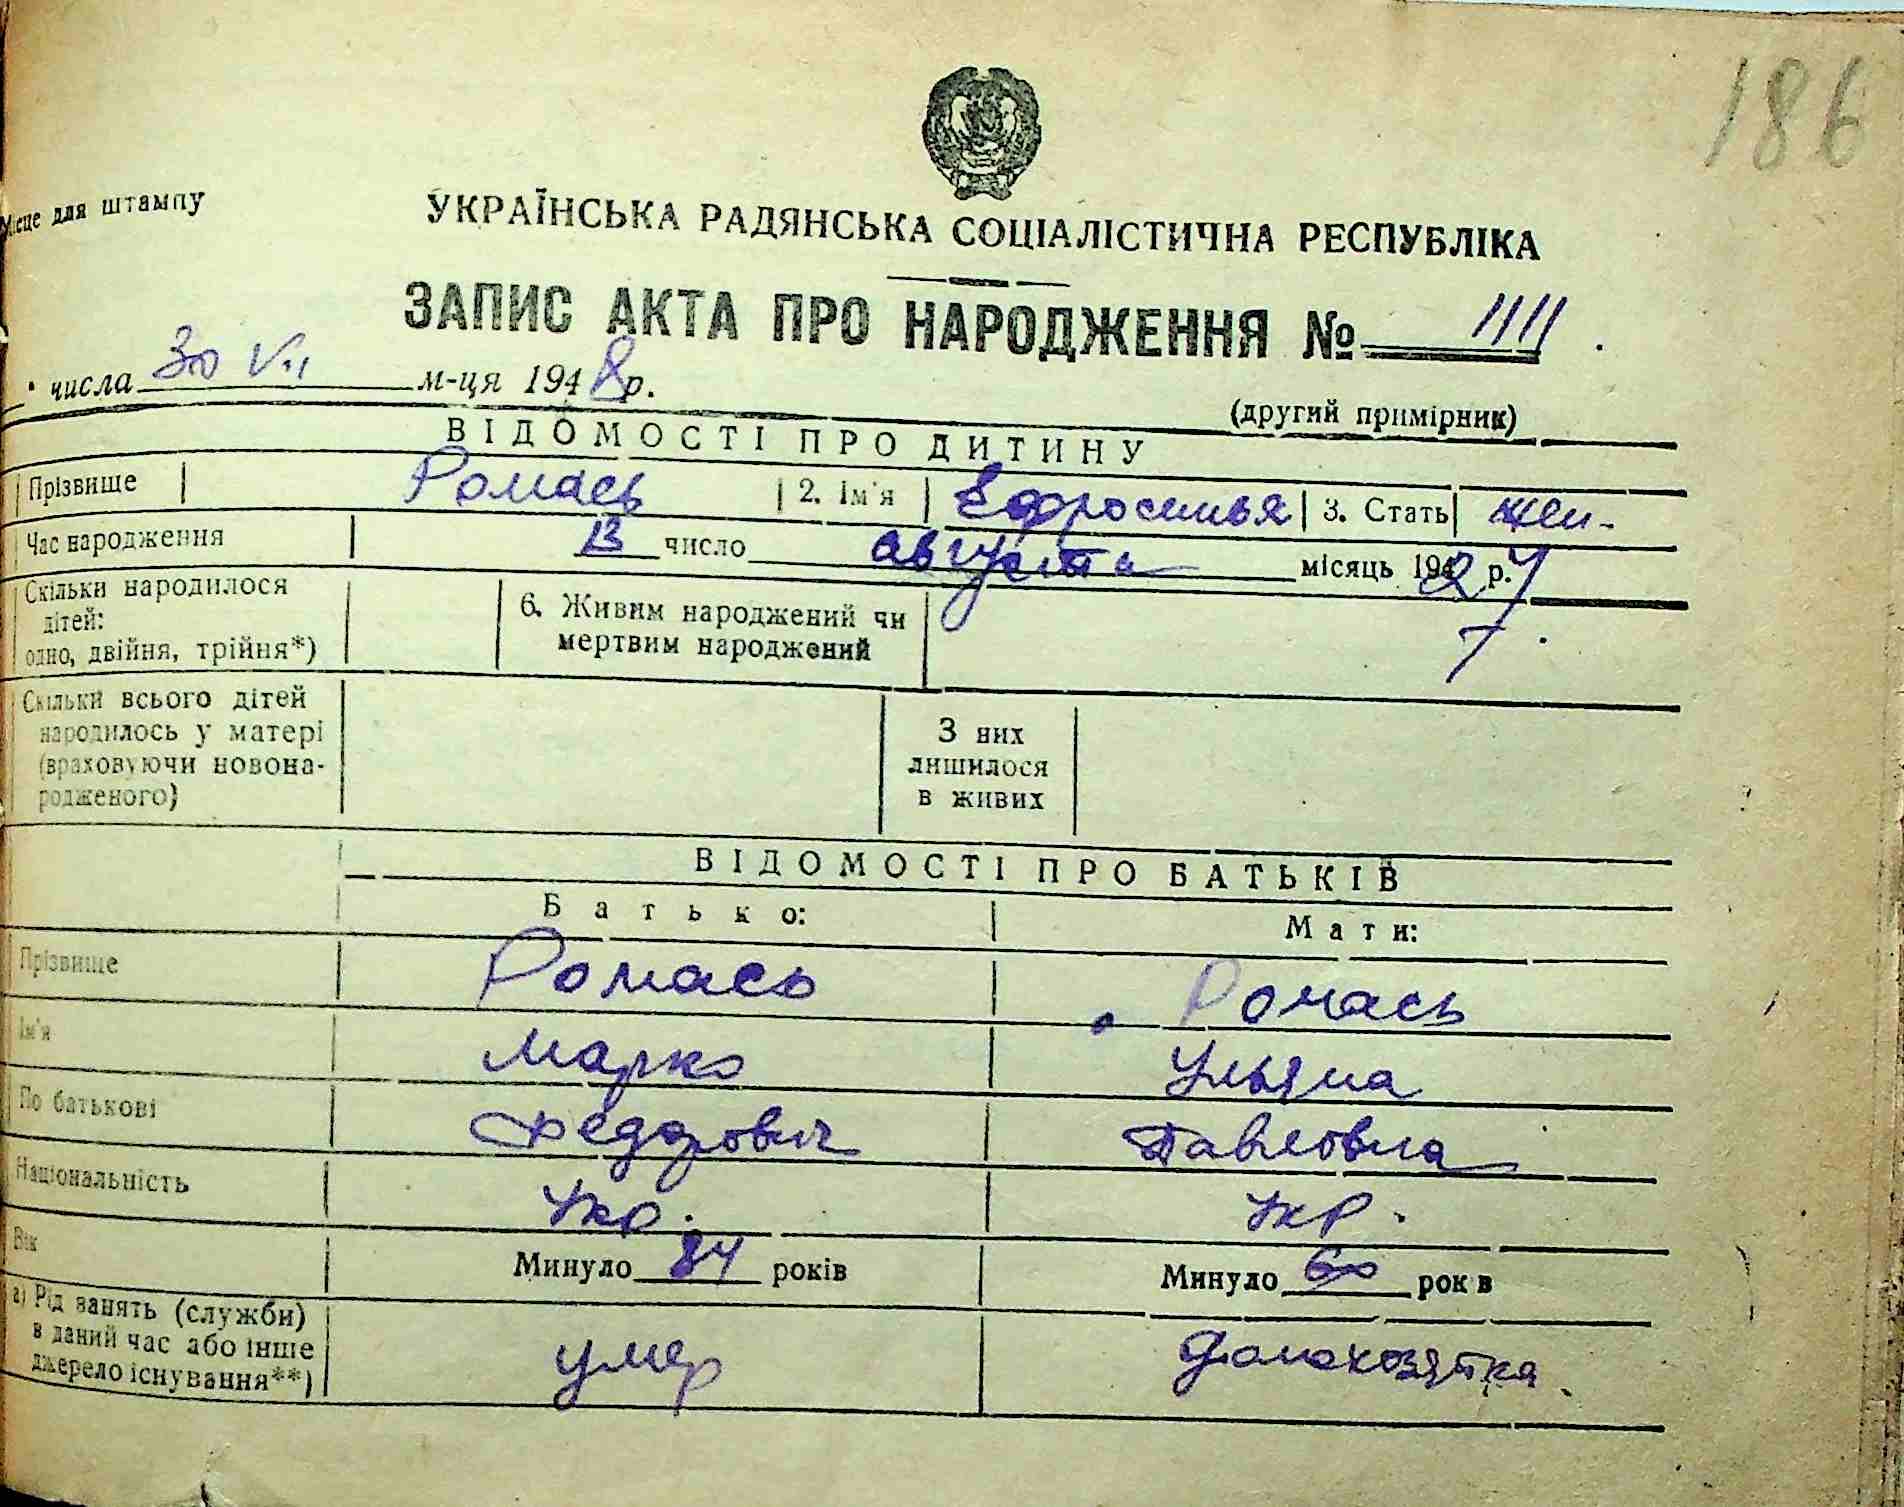 186
Місце для штампу
УКРАЇНСЬКА РАДЯНСЬКА СОЦІАЛІСТИЧНА РЕСПУБЛІКА
ЗАПИС АКТА ПРО НАРОДЖЕННЯ № 1111.
числа 30 VII м-ця 1948 р.
(другий примірник)
ВІДОМОСТІ ПРО ДИТИНУ
Прізвище Ромась 2. Ім'я Ефросинья 3. Стать жен.
Час народження 13 число августа місяць 1927 р.
Скільки народилося
дітей:
одно, двійня, трійня*)
6. Живим народжений чи
мертвим народжений
Скільки всього дітей
народилось у матері
(враховуючи новона-
родженого)
З них
лишилося
в живих
ВІДОМОСТІ ПРО БАТЬКІВ
Батько: Мати:
Прізвище Ромась Ромась
Ім'я Марко Ульяна
По батькові Федорович Павловна
Національність Укр. Укр.
Вік Минуло 84 років Минуло 60 рок в
а) Рід занять (служби)
в даний час або інше
джерело існування**)
умер домохозяйка.